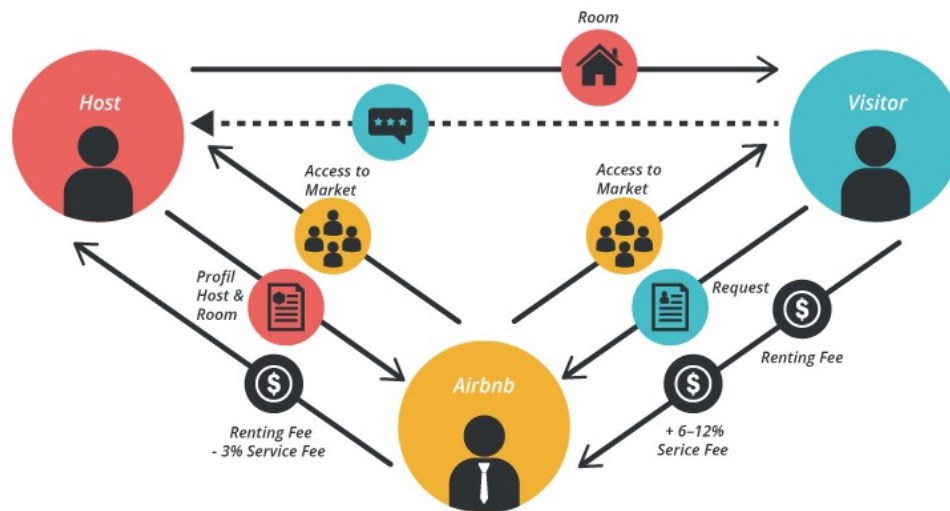 Room
Host
Visitor
Access to
Market
Access to
Market
Profil
Host &
Room
Request
$
Renting Fee
$
Airbnb
$
Renting Fee
- 3% Service Fee
+ 6–12%
Serice Fee